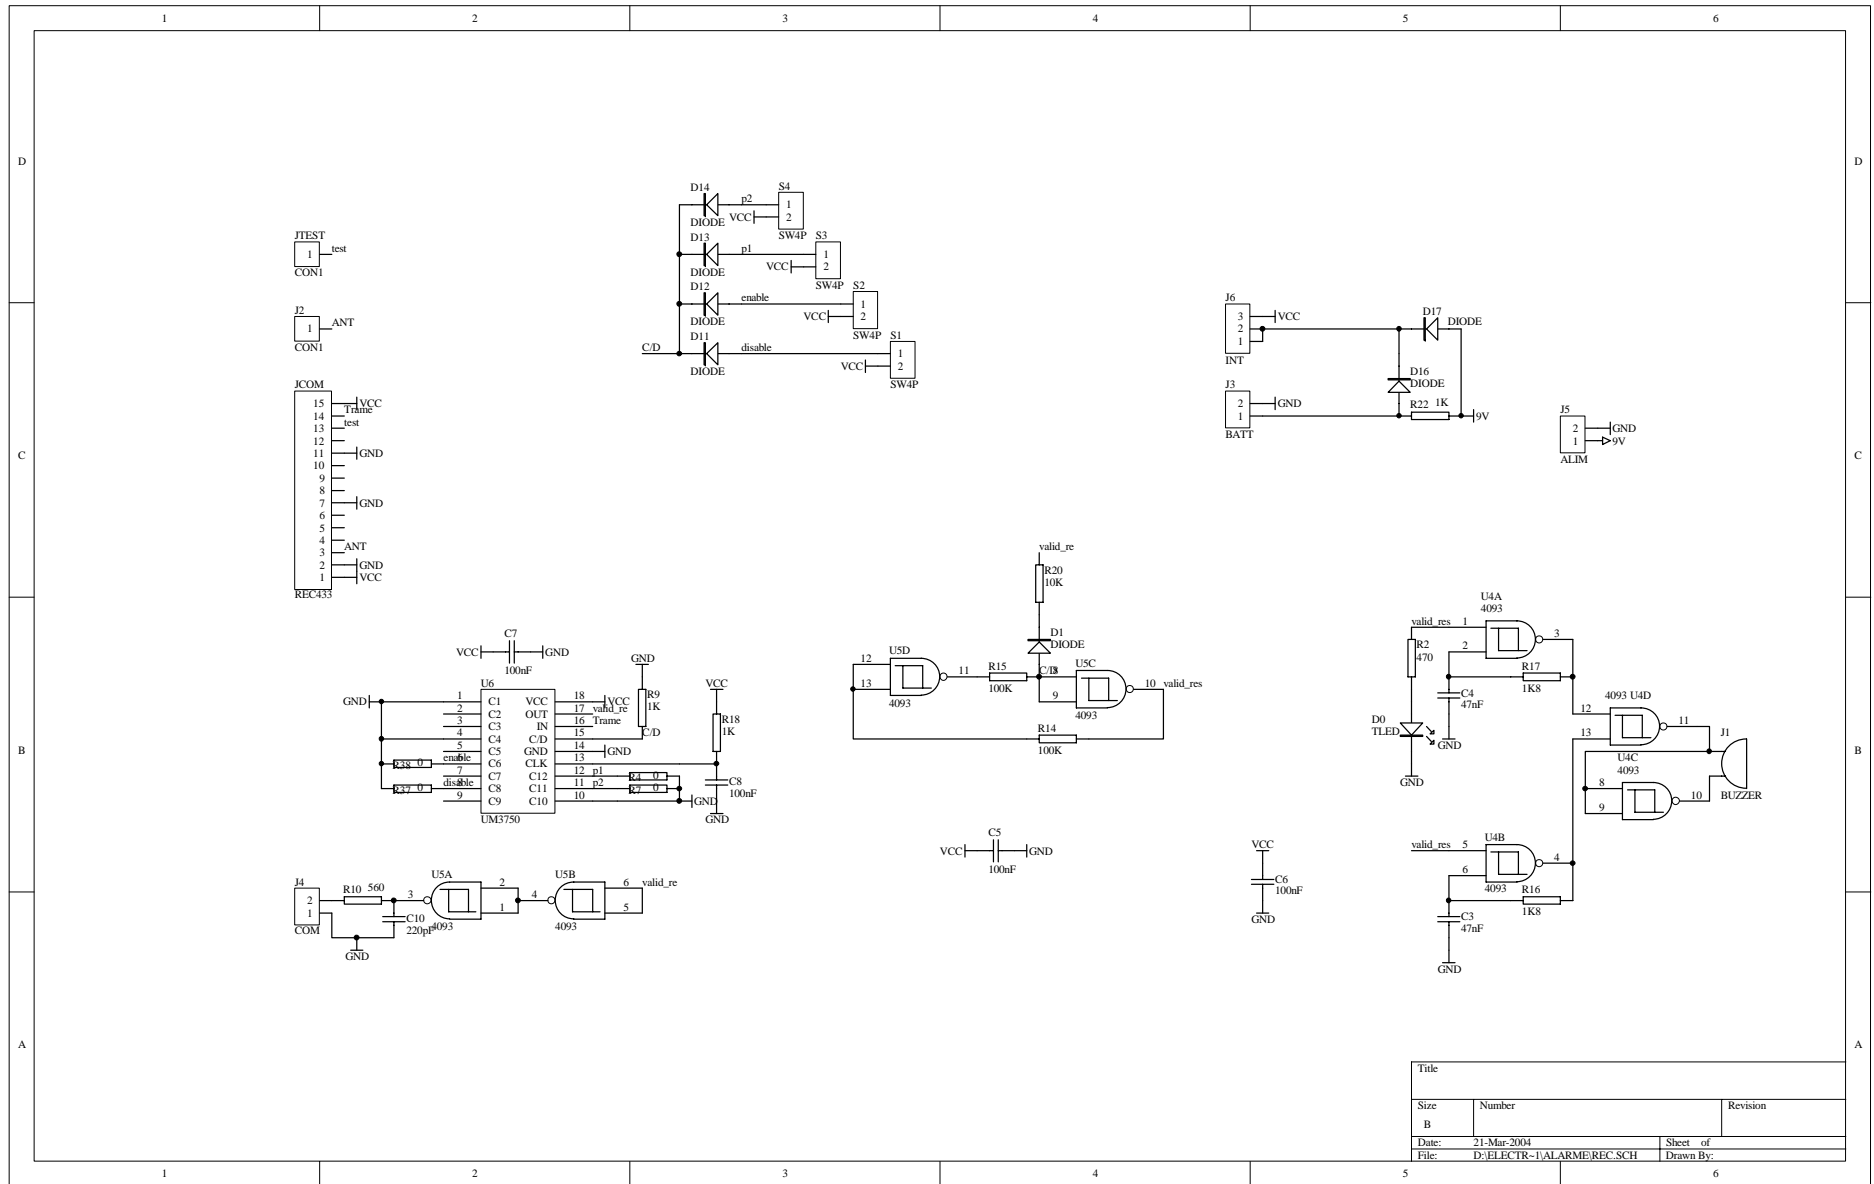 1 2 3 4 5 6
D D
C C
B B
A A
D14 S4
p2 1
VCC 2
DIODE SW4P
D13 S3
p1 1
VCC 2
DIODE SW4P
D12 S2
enable 1
VCC 2
DIODE SW4P
D11 S1
C/D disable 1
VCC 2
DIODE SW4P
JTEST
1 test
CON1
J2
1 ANT
CON1
JCOM
15 VCC
14 Trame
13 test
12
11 GND
10
9
8
7 GND
6
5
4
3 ANT
2 GND
1 VCC
REC433
J6
3 VCC
2
1
INT
D17 DIODE
D16
DIODE
J3
2 GND
1
BATT
R22 1K
9V
J5
2 GND
1 9V
ALIM
C7
VCC GND
100nF
U6
GND
1 C1 VCC 18 VCC
2 C2 OUT 17 valid_re
3 C3 IN 16 Trame
4 C4 C/D 15 C/D
5 C5 GND 14 GND
6 C6 CLK 13
7 C7 C12 12 p1
8 C8 C11 11 p2
9 C9 C10 10 GND
UM3750
R38 0 enable
R37 0 disable
R4 0
R7 0
GND
R9
1K
VCC
R18
1K
C8
100nF
GND
valid_re
R20
10K
D1
DIODE
U5D
12
13
11
4093
R15
100K
C/D
U5C
8
9
10 valid_res
4093
R14
100K
C5
VCC GND
100nF
VCC
C6
100nF
GND
J4
2
1
COM
R10 560
C10
220pF
GND
U5A
3 2
1
4093
U5B
4 6 valid_re
5
4093
U4A
4093
valid_res 1
2
3
R2
470
R17
1K8
C4
47nF
GND
D0
TLED
GND
4093 U4D
12
13
11
J1
BUZZER
U4C
4093
8
9
10
U4B
valid_res 5
6
4
4093
R16
1K8
C3
47nF
GND
Title
Size Number Revision
B
Date: 21-Mar-2004 Sheet of
File: D:\ELECTR~1\ALARME\REC.SCH Drawn By:
1 2 3 4 5 6